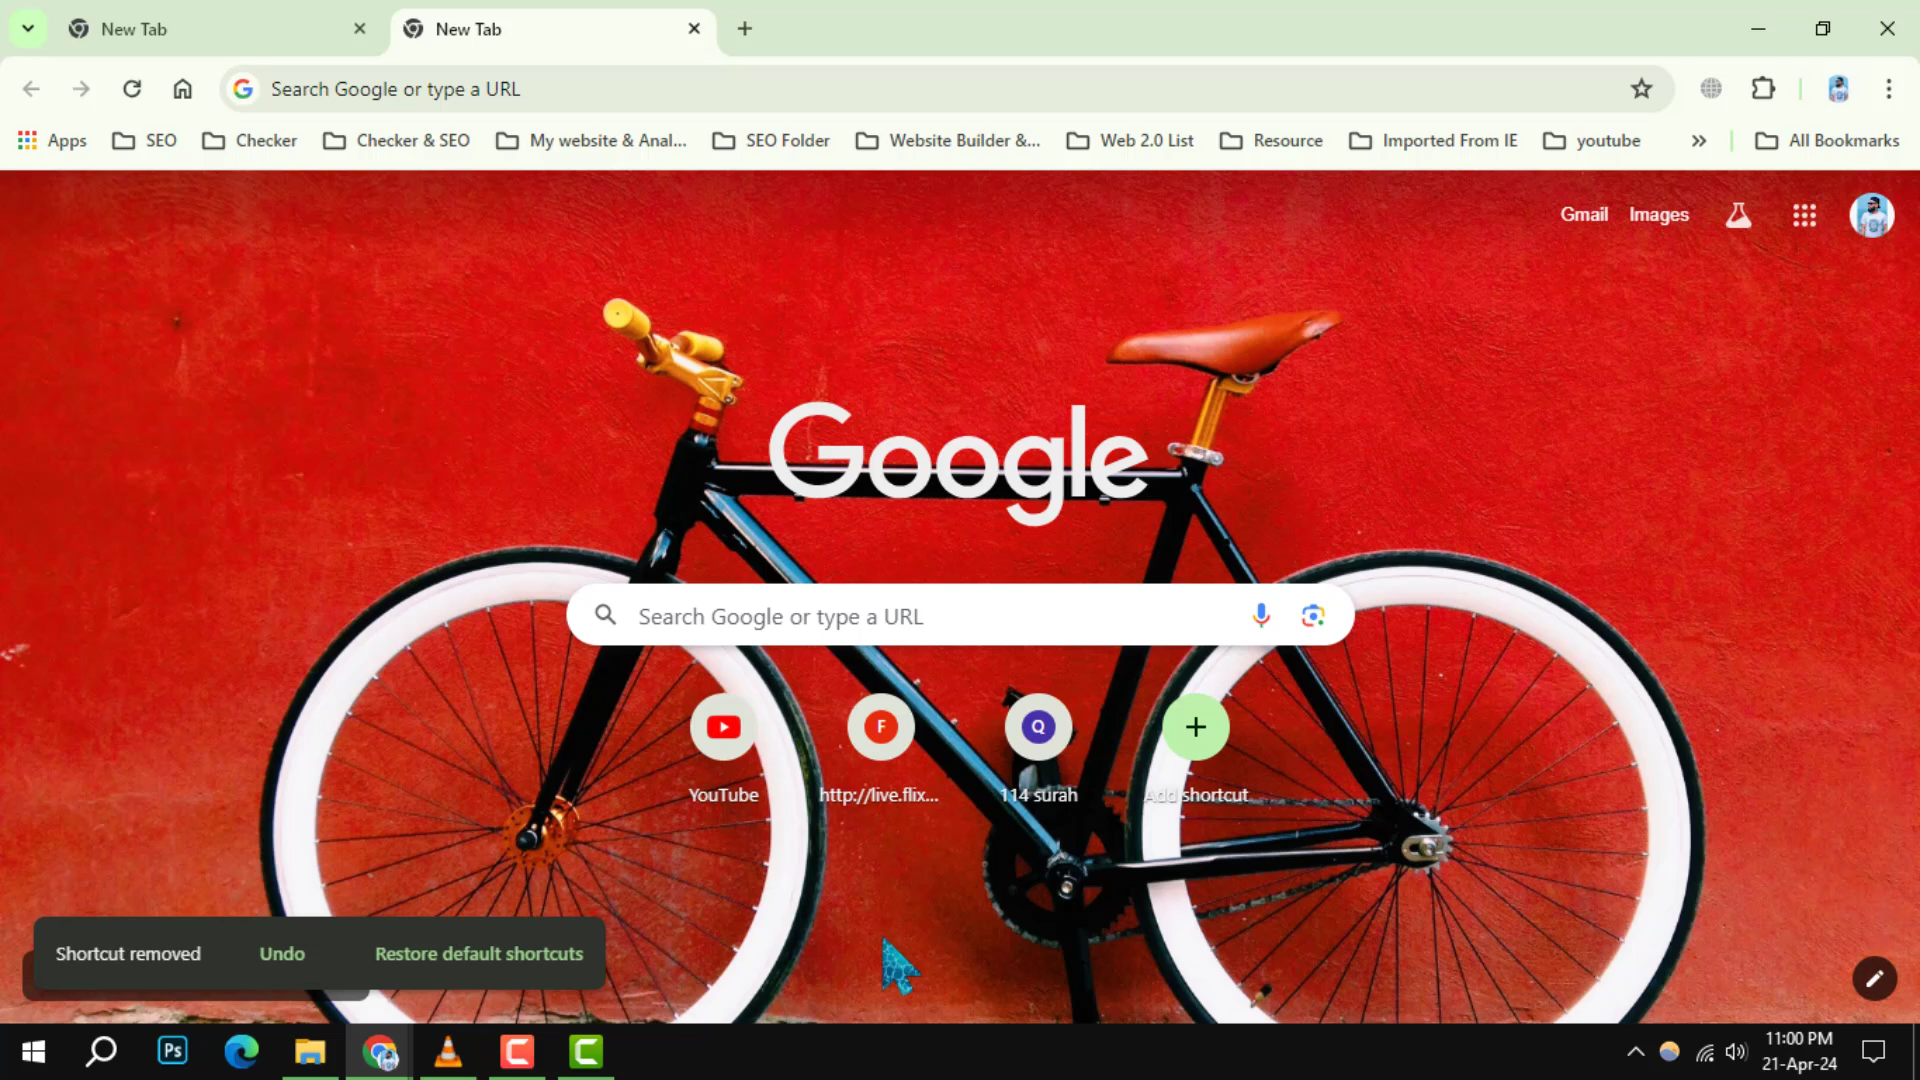 New Tab
New Tab
Search Google or type a URL
Apps
SEO
Checker
Checker & SEO
My website & Anal...
SEO Folder
Website Builder &...
Web 2.0 List
Resource
Imported From IE
youtube
All Bookmarks
Gmail
Images
Google
Search Google or type a URL
F
Q
YouTube
http://live.flix...
114 surah
Add shortcut
Shortcut removed
Undo
Restore default shortcuts
Ps
11:00 PM
21-Apr-24